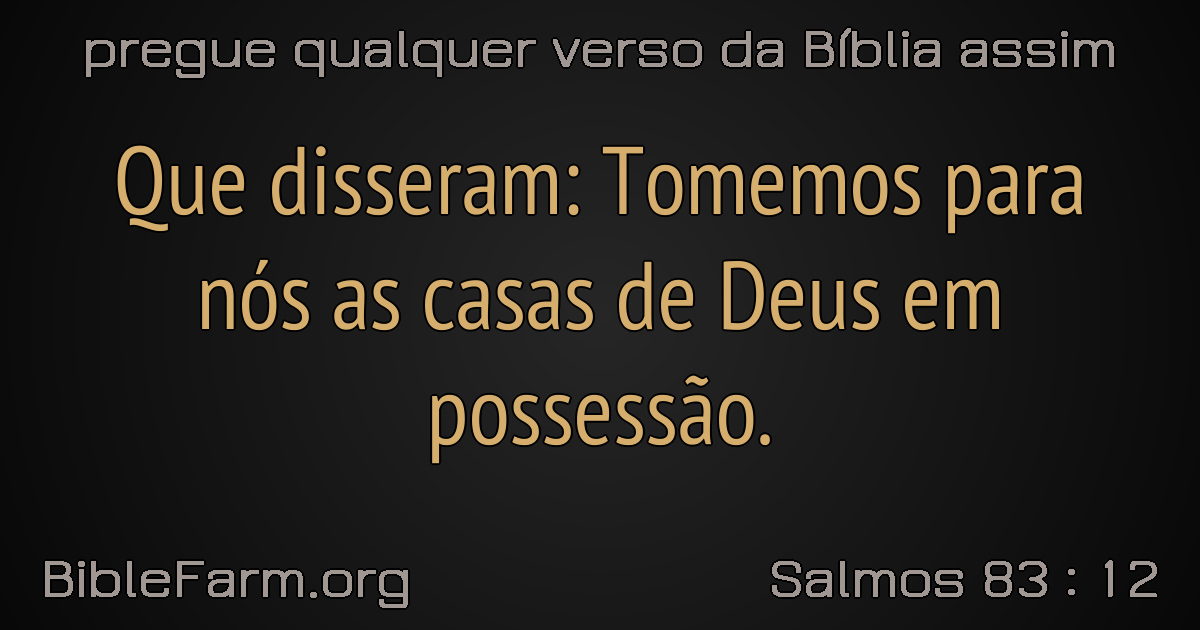 pregue qualquer verso da Bíblia assim
Que disseram: Tomemos para
nós as casas de Deus em
possessão.
BibleFarm.org
Salmos 83 : 12